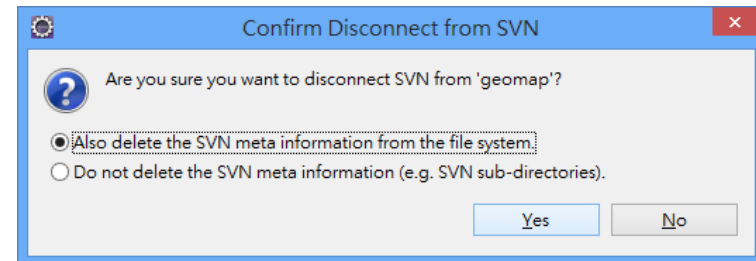 Confirm Disconnect from SVN
Are you sure you want to disconnect SVN from 'geomap'?
Also delete the SVN meta information from the file system.
Do not delete the SVN meta information (e.g. SVN sub-directories).
Yes No